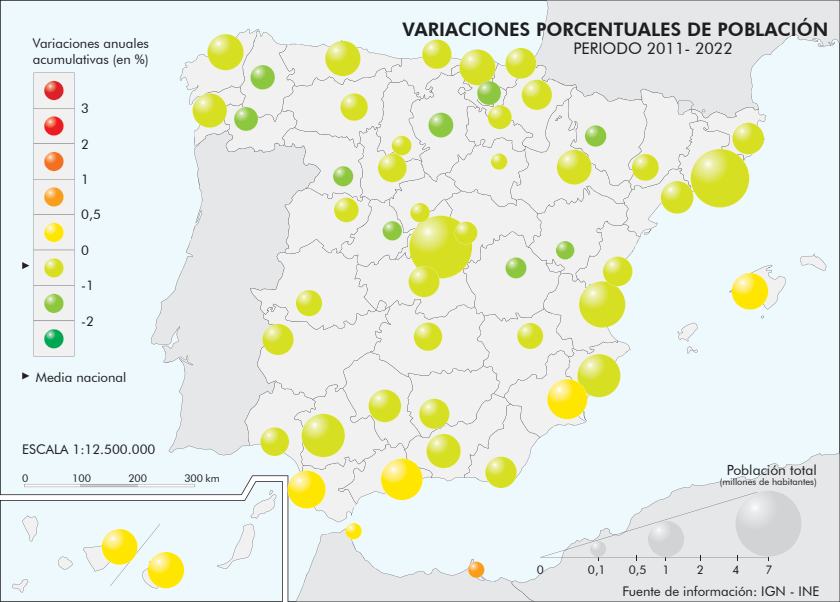 VARIACIONES PORCENTUALES DE POBLACIÓN
PERIODO 2011- 2022
Variaciones anuales
acumulativas (en %)
3
2
1
0,5
0
-1
-2
Media nacional
ESCALA 1:12.500.000
0 100 200 300 km
Población total
(millones de habitantes)
0 0,1 0,5 1 2 4 7
Fuente de información: IGN - INE